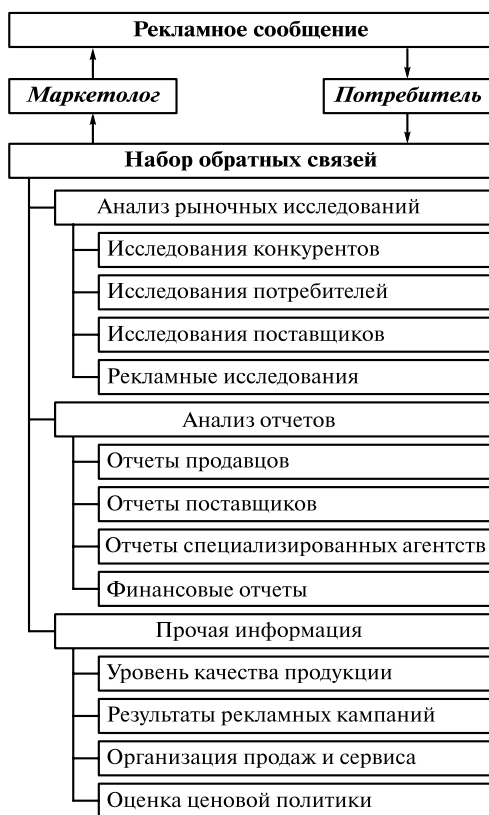 Рекламное сообщение
Маркетолог
Потребитель
Набор обратных связей
Анализ рыночных исследований
Исследования конкурентов
Исследования потребителей
Исследования поставщиков
Рекламные исследования
Анализ отчетов
Отчеты продавцов
Отчеты поставщиков
Отчеты специализированных агентств
Финансовые отчеты
Прочая информация
Уровень качества продукции
Результаты рекламных кампаний
Организация продаж и сервиса
Оценка ценовой политики